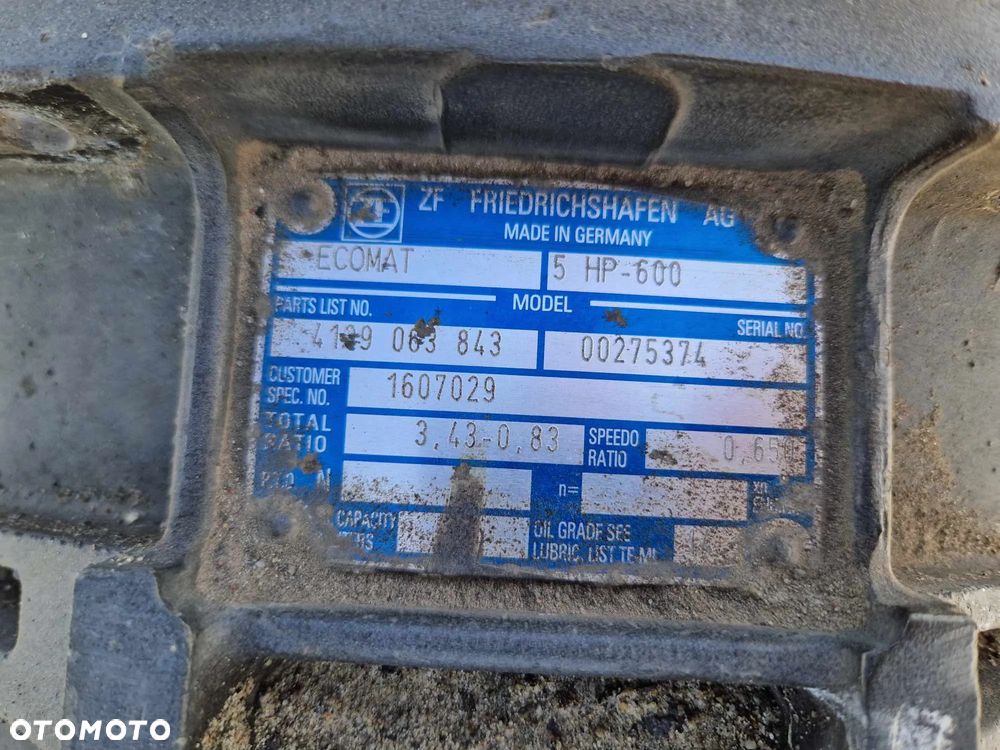 ZF FRIEDRICHSHAFEN AG
MADE IN GERMANY
ECOMAT 5 HP-600
MODEL
PARTS LIST NO. SERIAL NO.
063 843 00275374
CUSTOMER
SPEC. NO. 1607029
TOTAL
RATIO 3,43-0,83 SPEEDO
RATIO
N n=
CAPACITY OIL GRADE SEE
LUBRIC. LIST TE-ML
OTOMOTO